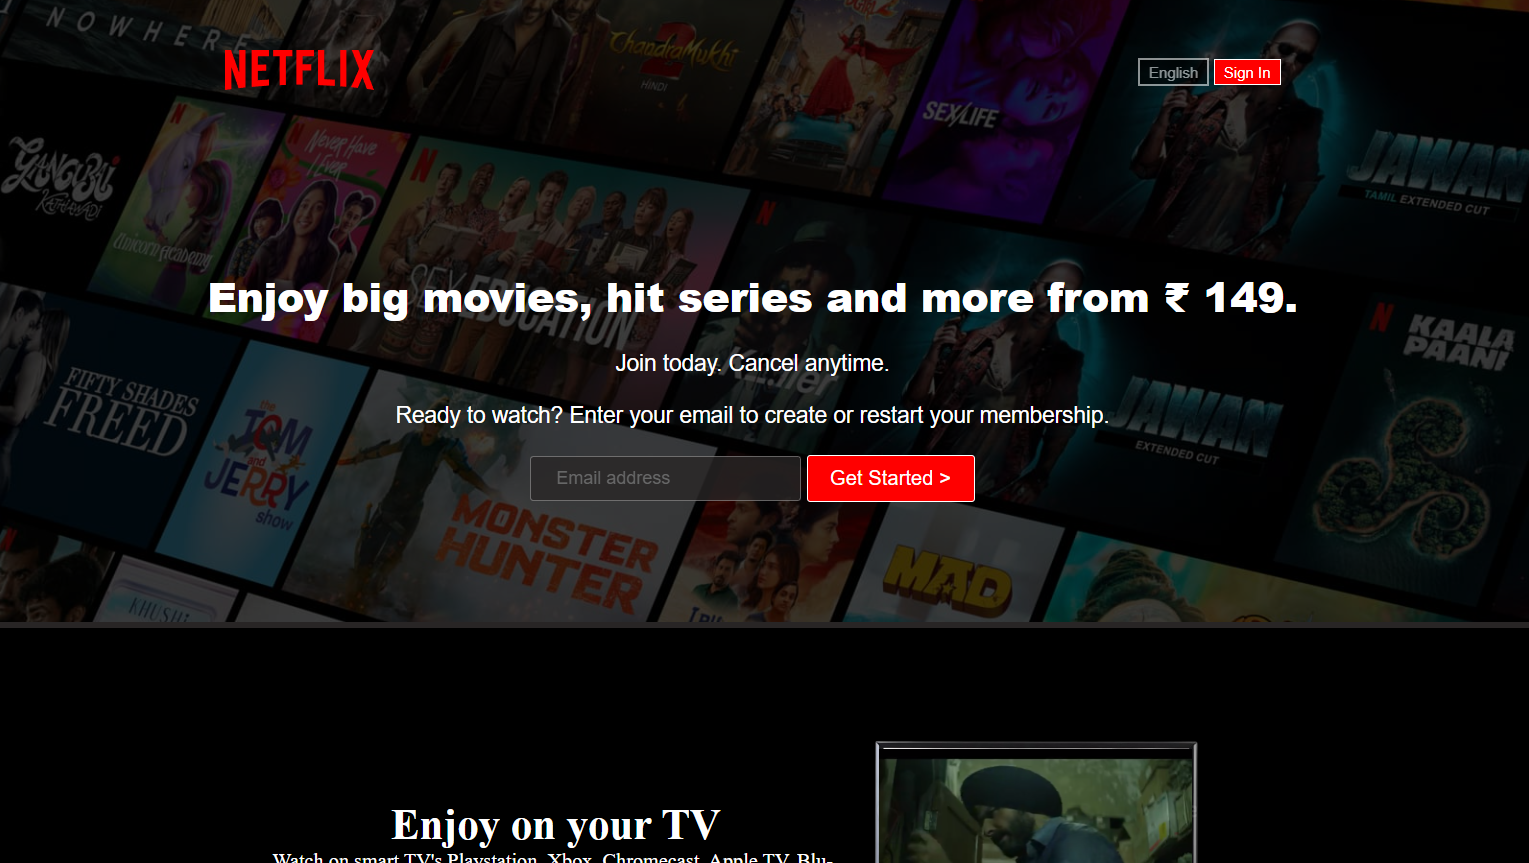 NOWHERE
NETFLIX
ChandraMukhi
2
HINDI
English
Sign In
SEX/LIFE
JAWAN
TAMIL EXTENDED CUT
GANGUBAI
KATHIAWADI
Never Have
I Ever
Unicorn Academy
SEX EDUCATION
Enjoy big movies, hit series and more from ₹ 149.
Join today. Cancel anytime.
Ready to watch? Enter your email to create or restart your membership.
KAALA
PAANI
FIFTY SHADES
FREED
the
TOM
and
JERRY
show
JAWAN
EXTENDED CUT
Email address
Get Started >
MONSTER
HUNTER
MAD
KHUSHI
Enjoy on your TV
Watch on smart TV's Playstation, Xbox, Chromecast, Apple TV, Blu-